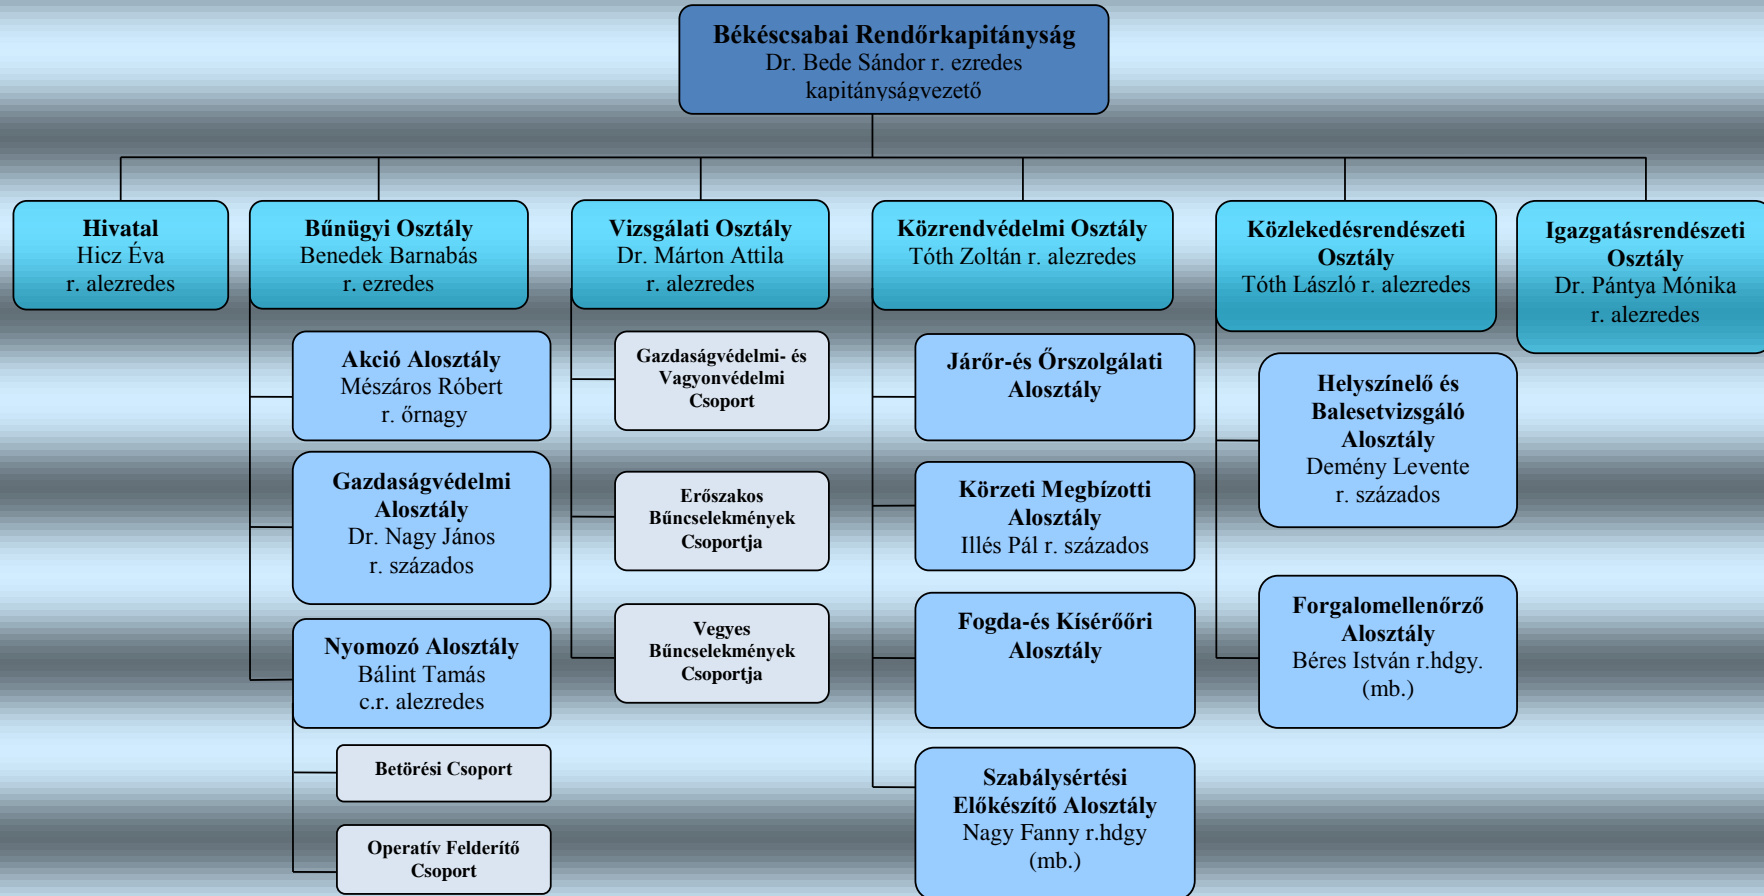 Békéscsabai Rendőrkapitányság
Dr. Bede Sándor r. ezredes
kapitányságvezető
Hivatal
Hicz Éva
r. alezredes
Bűnügyi Osztály
Benedek Barnabás
r. ezredes
Akció Alosztály
Mészáros Róbert
r. őrnagy
Gazdaságvédelmi
Alosztály
Dr. Nagy János
r. százados
Nyomozó Alosztály
Bálint Tamás
c.r. alezredes
Betörési Csoport
Operatív Felderítő
Csoport
Vizsgálati Osztály
Dr. Márton Attila
r. alezredes
Gazdaságvédelmi- és
Vagyonvédelmi
Csoport
Erőszakos
Bűncselekmények
Csoportja
Vegyes
Bűncselekmények
Csoportja
Közrendvédelmi Osztály
Tóth Zoltán r. alezredes
Járőr-és Őrszolgálati
Alosztály
Körzeti Megbízotti
Alosztály
Illés Pál r. százados
Fogda-és Kísérőőri
Alosztály
Szabálysértési
Előkészítő Alosztály
Nagy Fanny r.hdgy
(mb.)
Közlekedésrendészeti
Osztály
Tóth László r. alezredes
Helyszínelő és
Balesetvizsgáló
Alosztály
Demény Levente
r. százados
Forgalomellenőrző
Alosztály
Béres István r.hdgy.
(mb.)
Igazgatásrendészeti
Osztály
Dr. Pántya Mónika
r. alezredes